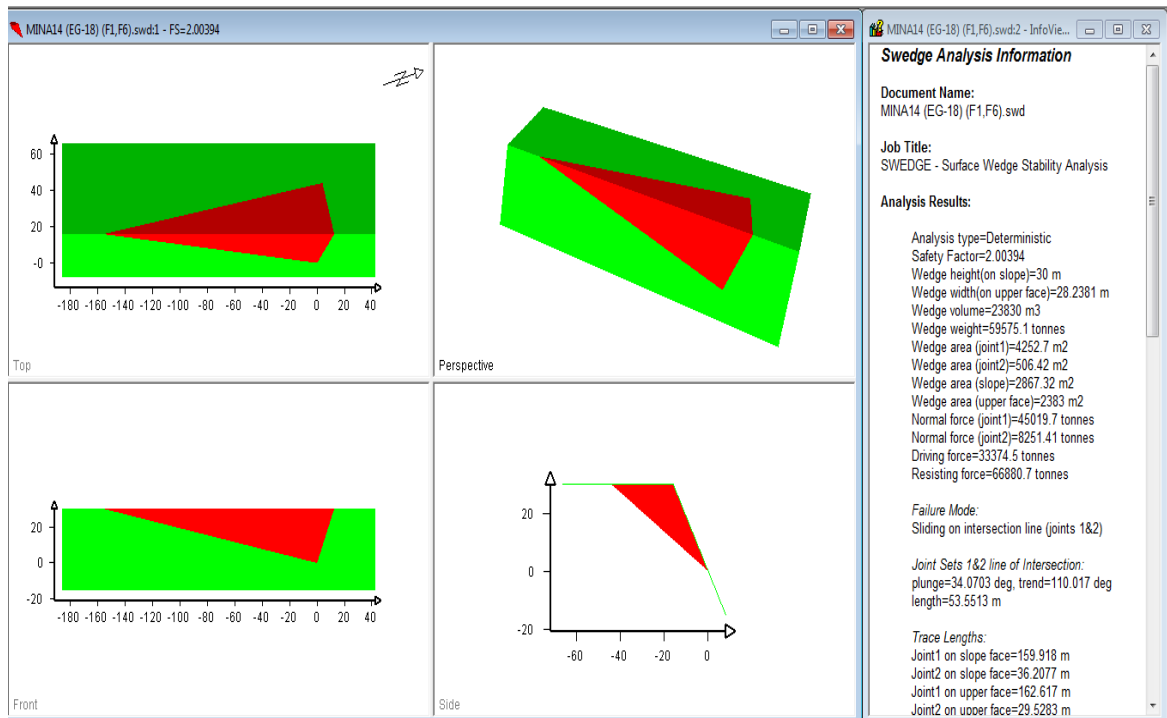 MINA14 (EG-18) (F1,F6).swd:1 - FS=2.00394
60
40
20
-0
-180 -160 -140 -120 -100 -80 -60 -40 -20 0 20 40
Top
Perspective
20
0
-20
-180 -160 -140 -120 -100 -80 -60 -40 -20 0 20 40
Front
20
0
-20
-60 -40 -20 0
Side
MINA14 (EG-18) (F1,F6).swd:2 - InfoVie...
Swedge Analysis Information
Document Name:
MINA14 (EG-18) (F1,F6).swd
Job Title:
SWEDGE - Surface Wedge Stability Analysis
Analysis Results:
Analysis type=Deterministic
Safety Factor=2.00394
Wedge height(on slope)=30 m
Wedge width(on upper face)=28.2381 m
Wedge volume=23830 m3
Wedge weight=59575.1 tonnes
Wedge area (joint1)=4252.7 m2
Wedge area (joint2)=506.42 m2
Wedge area (slope)=2867.32 m2
Wedge area (upper face)=2383 m2
Normal force (joint1)=45019.7 tonnes
Normal force (joint2)=8251.41 tonnes
Driving force=33374.5 tonnes
Resisting force=66880.7 tonnes
Failure Mode:
Sliding on intersection line (joints 1&2)
Joint Sets 1&2 line of Intersection:
plunge=34.0703 deg, trend=110.017 deg
length=53.5513 m
Trace Lengths:
Joint1 on slope face=159.918 m
Joint2 on slope face=36.2077 m
Joint1 on upper face=162.617 m
Joint2 on upper face=29.5283 m